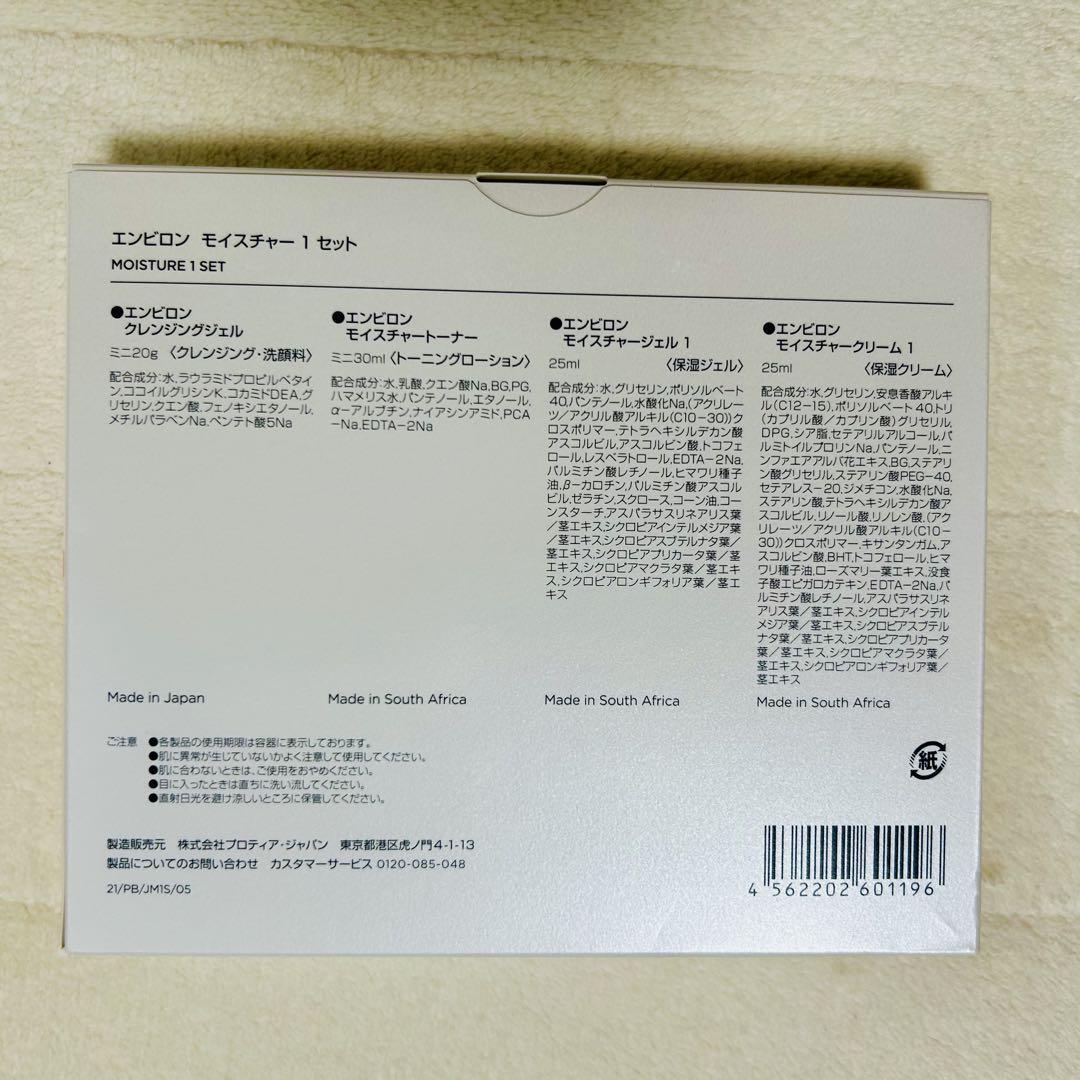 エンビロン モイスチャー 1 セット
MOISTURE 1 SET
●エンビロン
クレンジングジェル
ミニ20g 〈クレンジング・洗顔料〉
配合成分:水,ラウラミドプロピルベタイ
ン,ココイルグリシンK,コカミドDEA,グ
リセリン,クエン酸,フェノキシエタノール,
メチルパラベンNa,ペンテト酸5Na
Made in Japan
●エンビロン
モイスチャートーナー
ミニ30ml 〈トーニングローション〉
配合成分:水,乳酸,クエン酸Na,BG,PG,
ハマメリス水,パンテノール,エタノール,
α-アルブチン,ナイアシンアミド,PCA
-Na,EDTA-2Na
Made in South Africa
●エンビロン
モイスチャージェル 1
25ml 〈保湿ジェル〉
配合成分:水,グリセリン,ポリソルベート
40,パンテノール,水酸化Na,(アクリレー
ツ/アクリル酸アルキル(C10-30))ク
ロスポリマー,テトラヘキシルデカン酸
アスコルビル,アスコルビン酸,トコフェ
ロール,レスベラトロール,EDTA-2Na,
パルミチン酸レチノール,ヒマワリ種子
油,β-カロチン,パルミチン酸アスコル
ビル,ゼラチン,スクロース,コーン油,コー
ンスターチ,アスパラサスリネアリス葉/
茎エキス,シクロピアインテルメジア葉/
茎エキス,シクロピアスブテルナタ葉/
茎エキス,シクロピアプリカータ葉/茎
エキス,シクロピアマクラタ葉/茎エキ
ス,シクロピアロンギフォリア葉/茎エ
キス
Made in South Africa
●エンビロン
モイスチャークリーム 1
25ml 〈保湿クリーム〉
配合成分:水,グリセリン,安息香酸アルキ
ル(C12-15),ポリソルベート40,トリ
(カプリル酸/カプリン酸)グリセリル,
DPG,シア脂,セテアリルアルコール,パル
ミトイルプロリンNa,パンテノール,ニ
ンファエアアルバ花エキス,BG,ステアリ
ン酸グリセリル,ステアリン酸PEG-40,
セテアレス-20,ジメチコン,水酸化Na,
ステアリン酸,テトラヘキシルデカン酸ア
スコルビル,リノール酸,リノレン酸,(アク
リレーツ/アクリル酸アルキル(C10-
30))クロスポリマー,キサンタンガム,ア
スコルビン酸,BHT,トコフェロール,ヒマ
ワリ種子油,ローズマリー葉エキス,没食
子酸エピガロカテキン,EDTA-2Na,パ
ルミチン酸レチノール,アスパラサスリネ
アリス葉/茎エキス,シクロピアインテル
メジア葉/茎エキス,シクロピアスブテル
ナタ葉/茎エキス,シクロピアプリカータ
葉/茎エキス,シクロピアマクラタ葉/
茎エキス,シクロピアロンギフォリア葉/
茎エキス
Made in South Africa
ご注意 ●各製品の使用期限は容器に表示しております。
●肌に異常が生じていないかよく注意して使用してください。
●肌に合わないときは、ご使用をおやめください。
●目に入ったときは直ちに洗い流してください。
●直射日光を避け涼しいところに保管してください。
紙
製造販売元 株式会社プロティア・ジャパン 東京都港区虎ノ門4-1-13
製品についてのお問い合わせ カスタマーサービス 0120-085-048
21/PB/JM1S/05
4 562202 601196